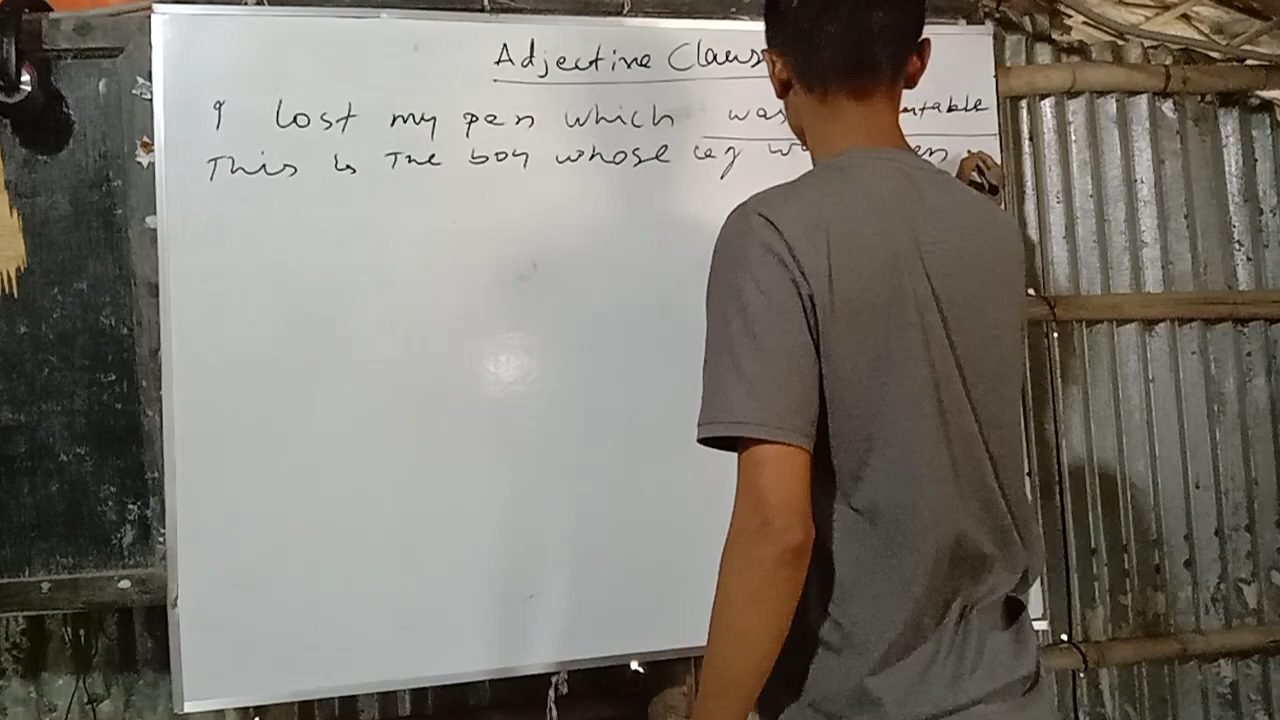 Adjective Claus
I lost my pen which was
This is The boy whose leg